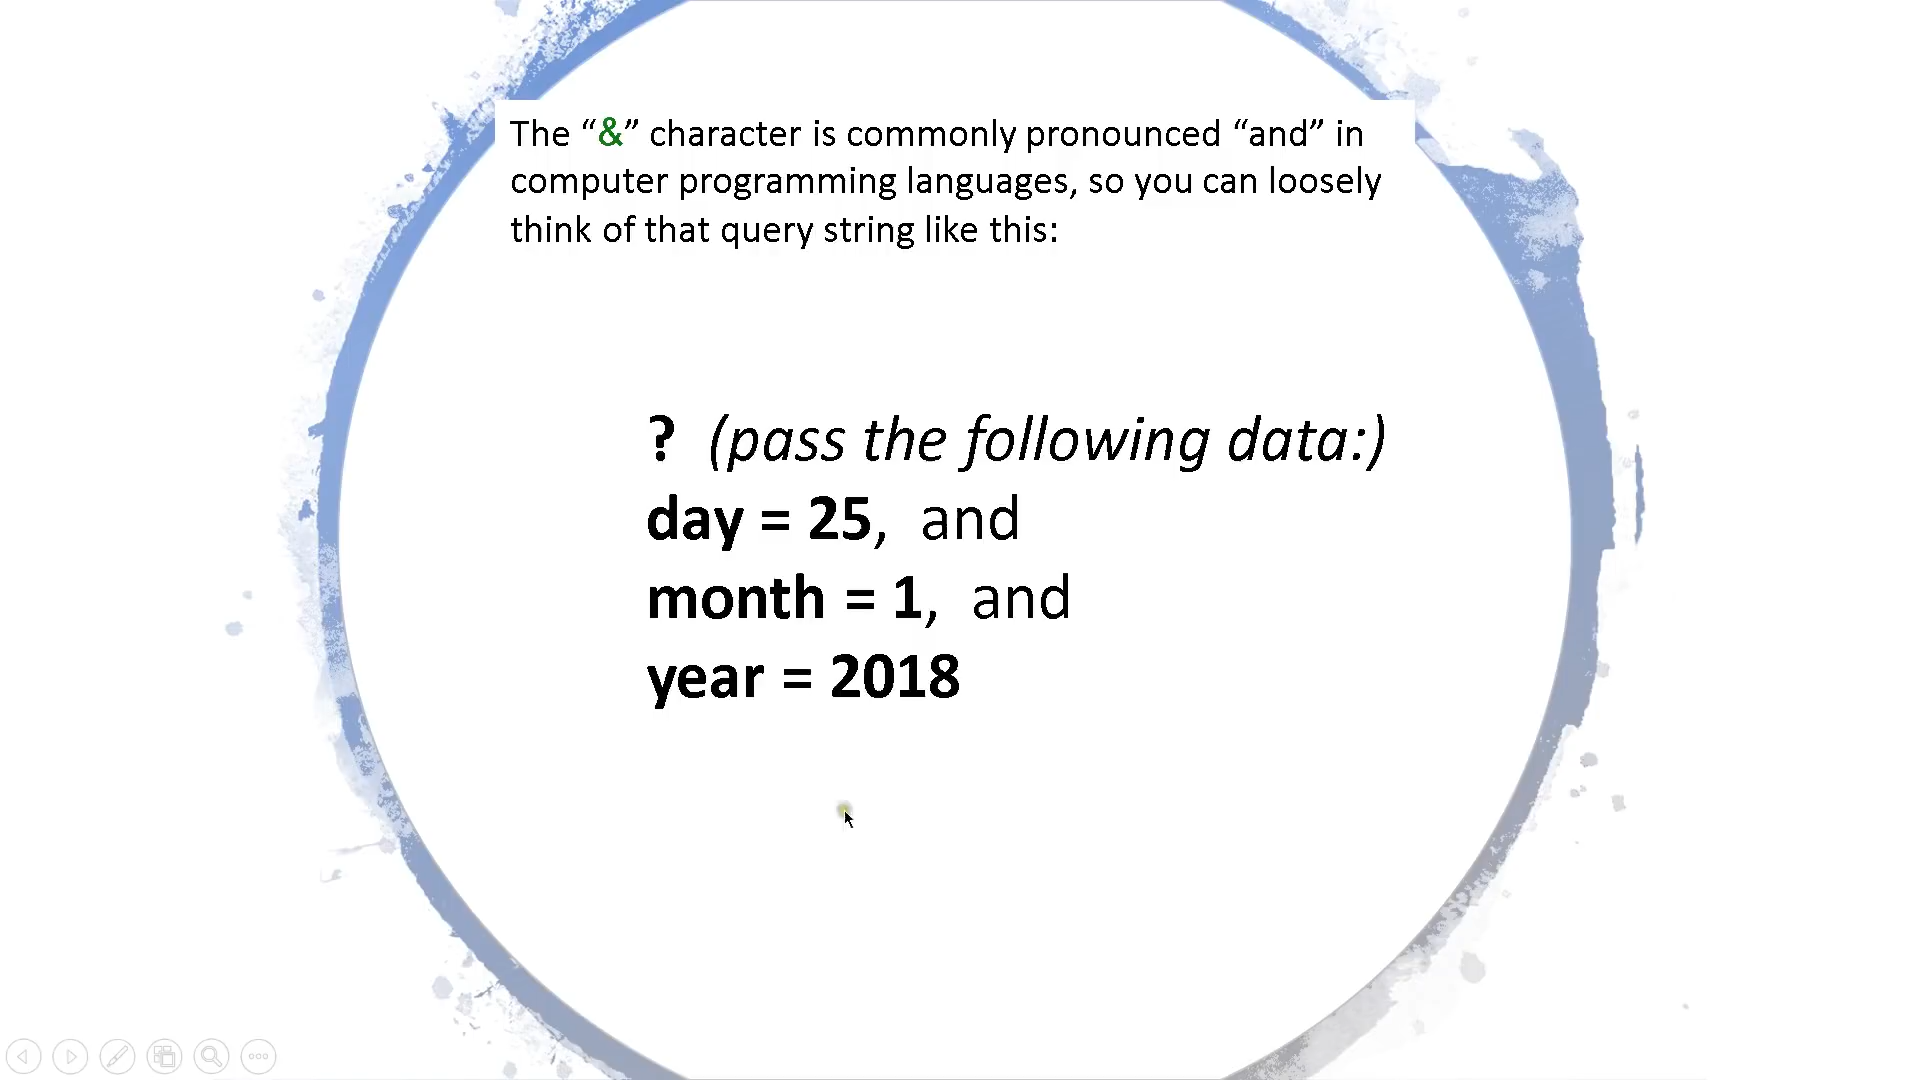 The “&” character is commonly pronounced “and” in
computer programming languages, so you can loosely
think of that query string like this:
? (pass the following data:)
day = 25, and
month = 1, and
year = 2018